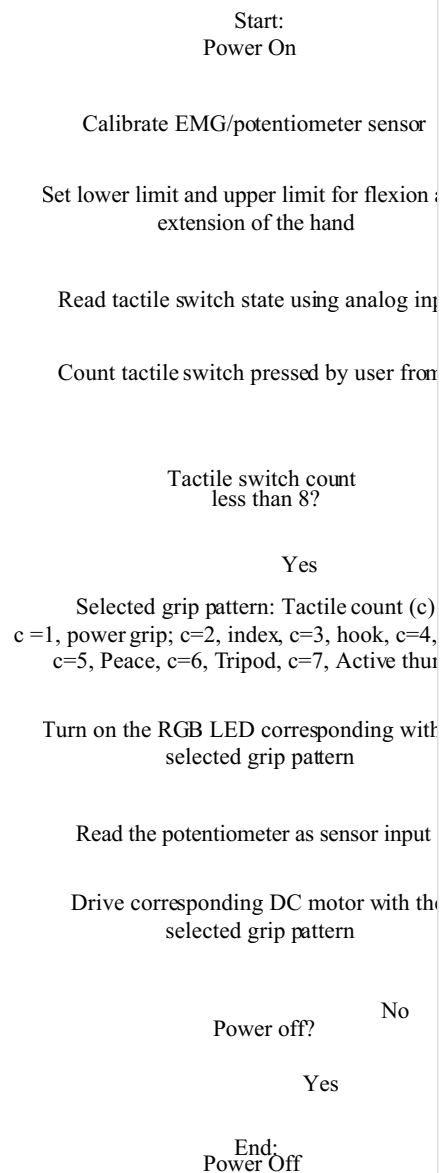 Start:
Power On
Calibrate EMG/potentiometer sensor
Set lower limit and upper limit for flexion
extension of the hand
Read tactile switch state using analog
Count tactile switch pressed by user from
Tactile switch count
less than 8?
Yes
Selected grip pattern: Tactile count (c)
c =1, power grip; c=2, index, c=3, hook, c=4,
c=5, Peace, c=6, Tripod, c=7, Active
Turn on the RGB LED corresponding with
selected grip pattern
Read the potentiometer as sensor input
Drive corresponding DC motor with
selected grip pattern
No
Power off?
Yes
End:
Power Off